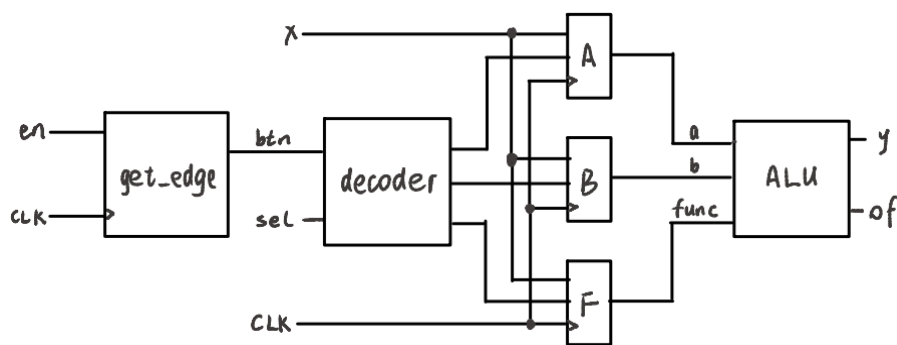 x
A
en
get_edge
CLK
btn
decoder
sel
B
a
b
func
ALU
y
of
CLK
F